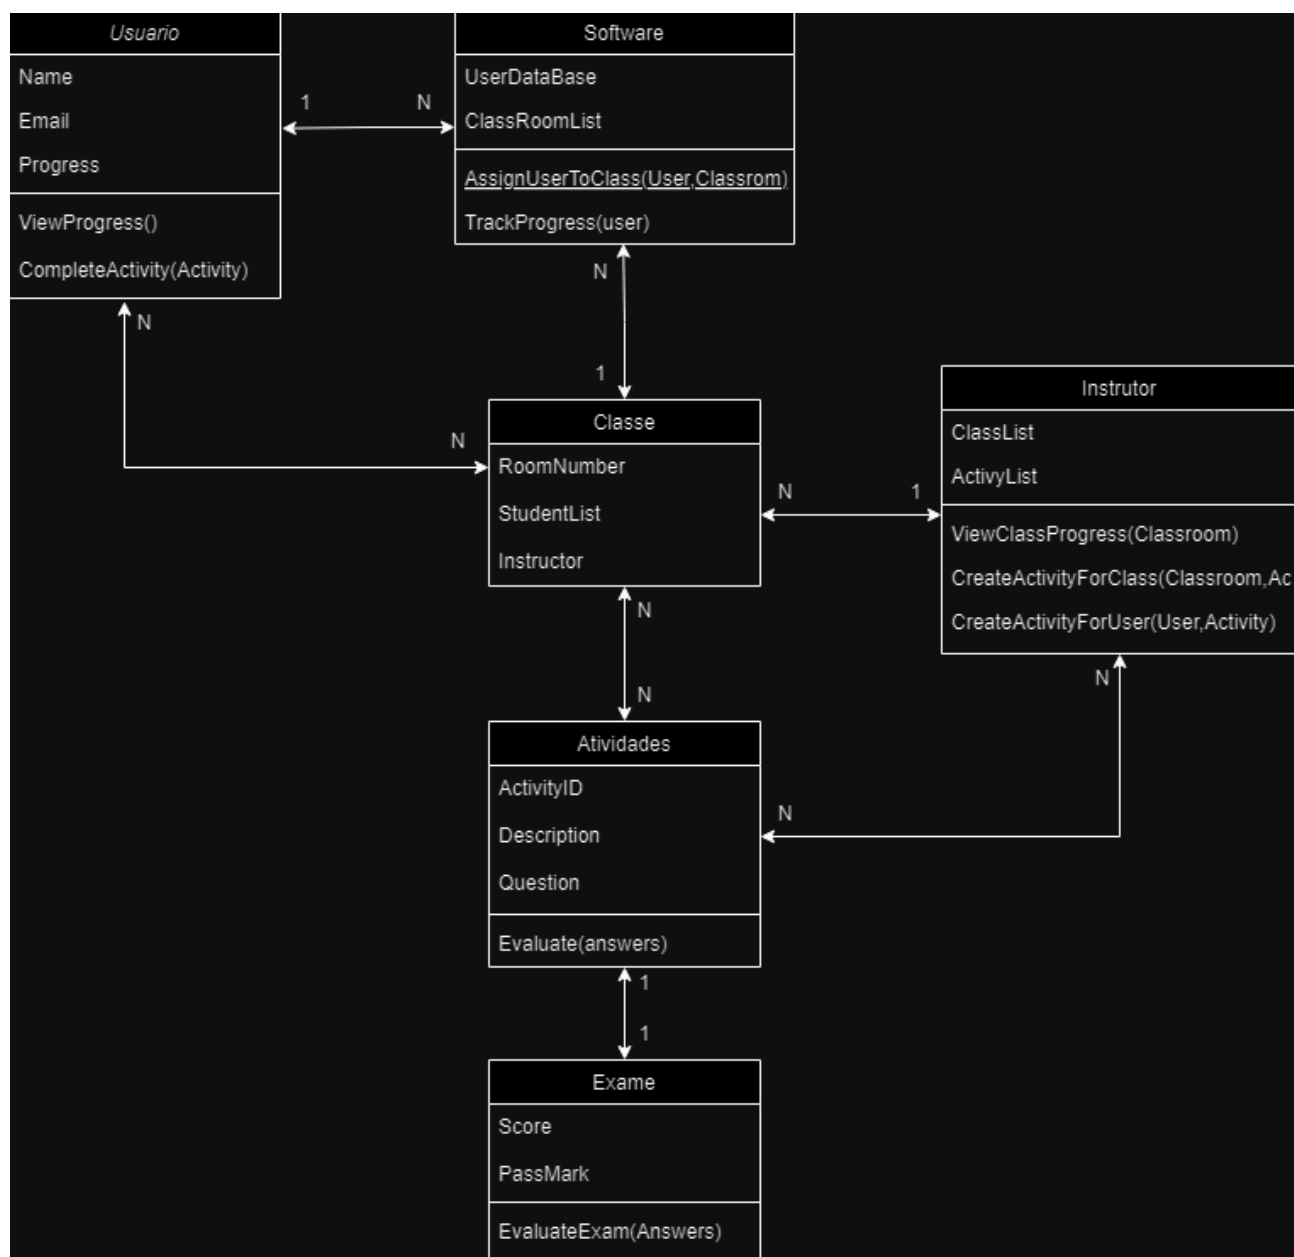 Usuario
Name
Email
Progress
ViewProgress()
CompleteActivity(Activity)
1
N
Software
UserDataBase
ClassRoomList
AssignUserToClass(User,Classrom)
TrackProgress(user)
N
1
N
N
Classe
RoomNumber
StudentList
Instructor
N
1
Instrutor
ClassList
ActivyList
ViewClassProgress(Classroom)
CreateActivityForClass(Classroom,Ac
CreateActivityForUser(User,Activity)
N
N
N
N
Atividades
ActivityID
Description
Question
Evaluate(answers)
1
1
Exame
Score
PassMark
EvaluateExam(Answers)